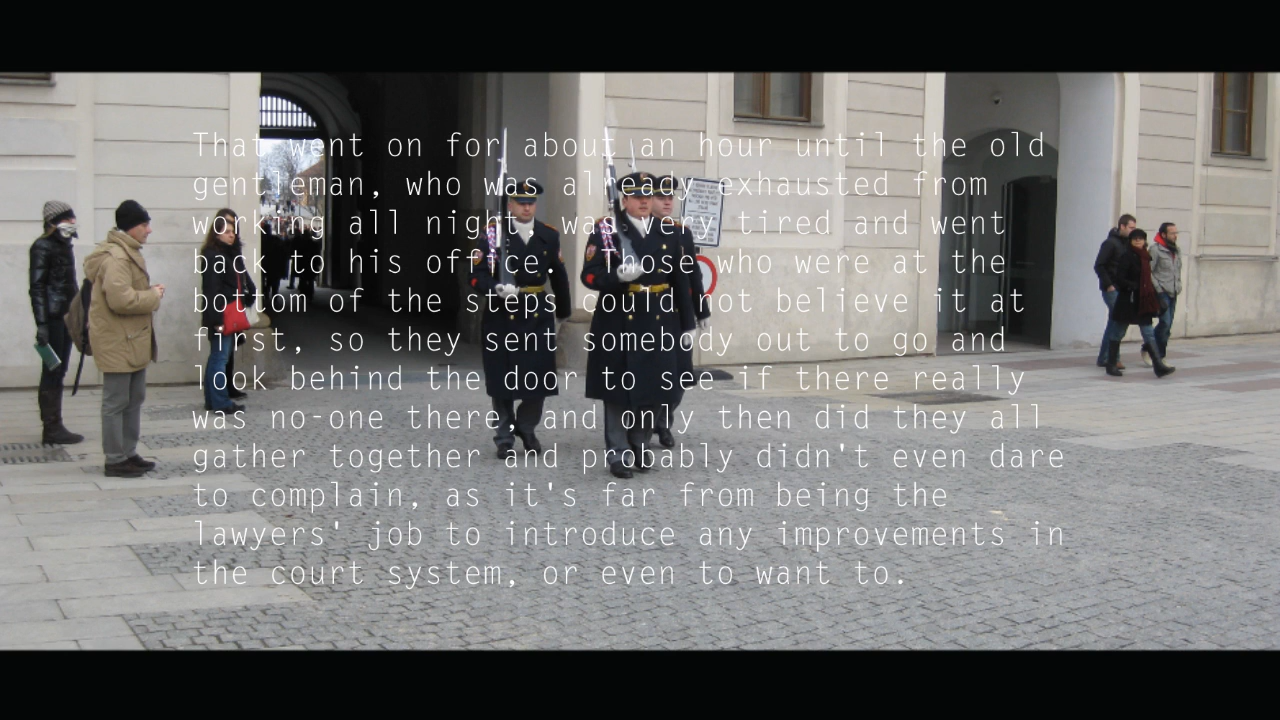 That went on for about an hour until the old
gentleman, who was already exhausted from
working all night, was very tired and went
back to his office.  Those who were at the
bottom of the steps could not believe it at
first, so they sent somebody out to go and
look behind the door to see if there really
was no-one there, and only then did they all
gather together and probably didn't even dare
to complain, as it's far from being the
lawyers' job to introduce any improvements in
the court system, or even to want to.